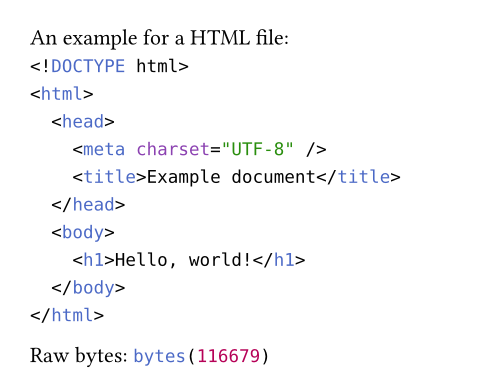 An example for a HTML file:
<!DOCTYPE html>
<html>
  <head>
    <meta charset="UTF-8" />
    <title>Example document</title>
  </head>
  <body>
    <h1>Hello, world!</h1>
  </body>
</html>
Raw bytes: bytes(116679)